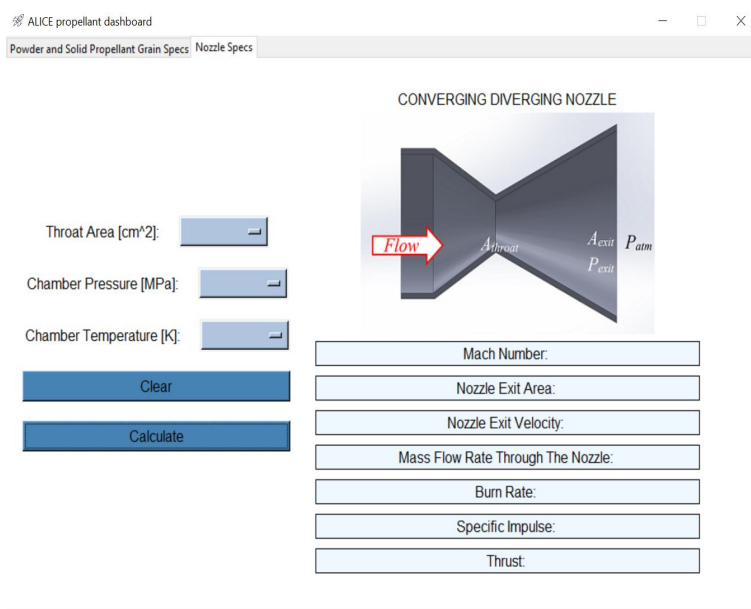 ALICE propellant dashboard
Powder and Solid Propellant Grain Specs
Nozzle Specs
CONVERGING DIVERGING NOZZLE
Flow
Athroat
Aexit
Patm
Pexit
Throat Area [cm^2]:
Chamber Pressure [MPa]:
Chamber Temperature [K]:
Clear
Calculate
Mach Number:
Nozzle Exit Area:
Nozzle Exit Velocity:
Mass Flow Rate Through The Nozzle:
Burn Rate:
Specific Impulse:
Thrust: